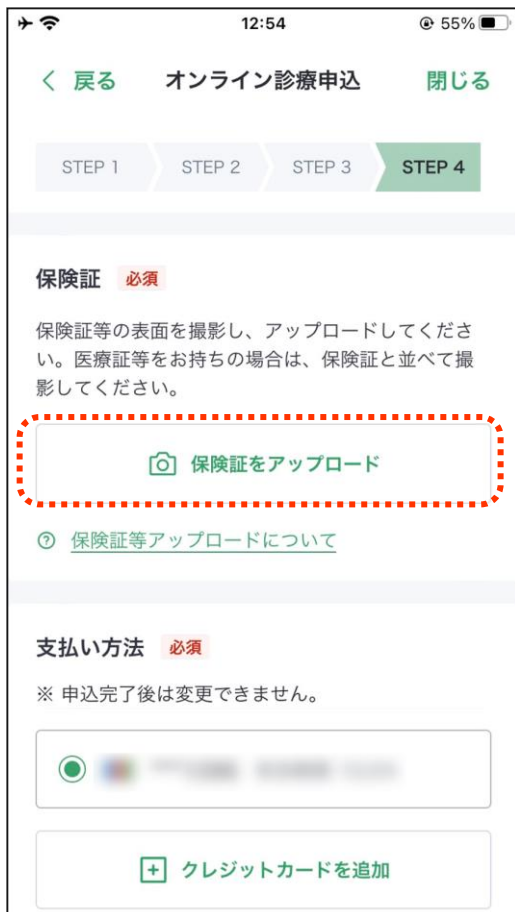 12:54
55%
戻る オンライン診療申込 閉じる
STEP 1 STEP 2 STEP 3 STEP 4
保険証 必須
保険証等の表面を撮影し、アップロードしてくださ
い。医療証等をお持ちの場合は、保険証と並べて撮
影してください。
保険証をアップロード
保険証等アップロードについて
支払い方法 必須
※ 申込完了後は変更できません。
クレジットカードを追加